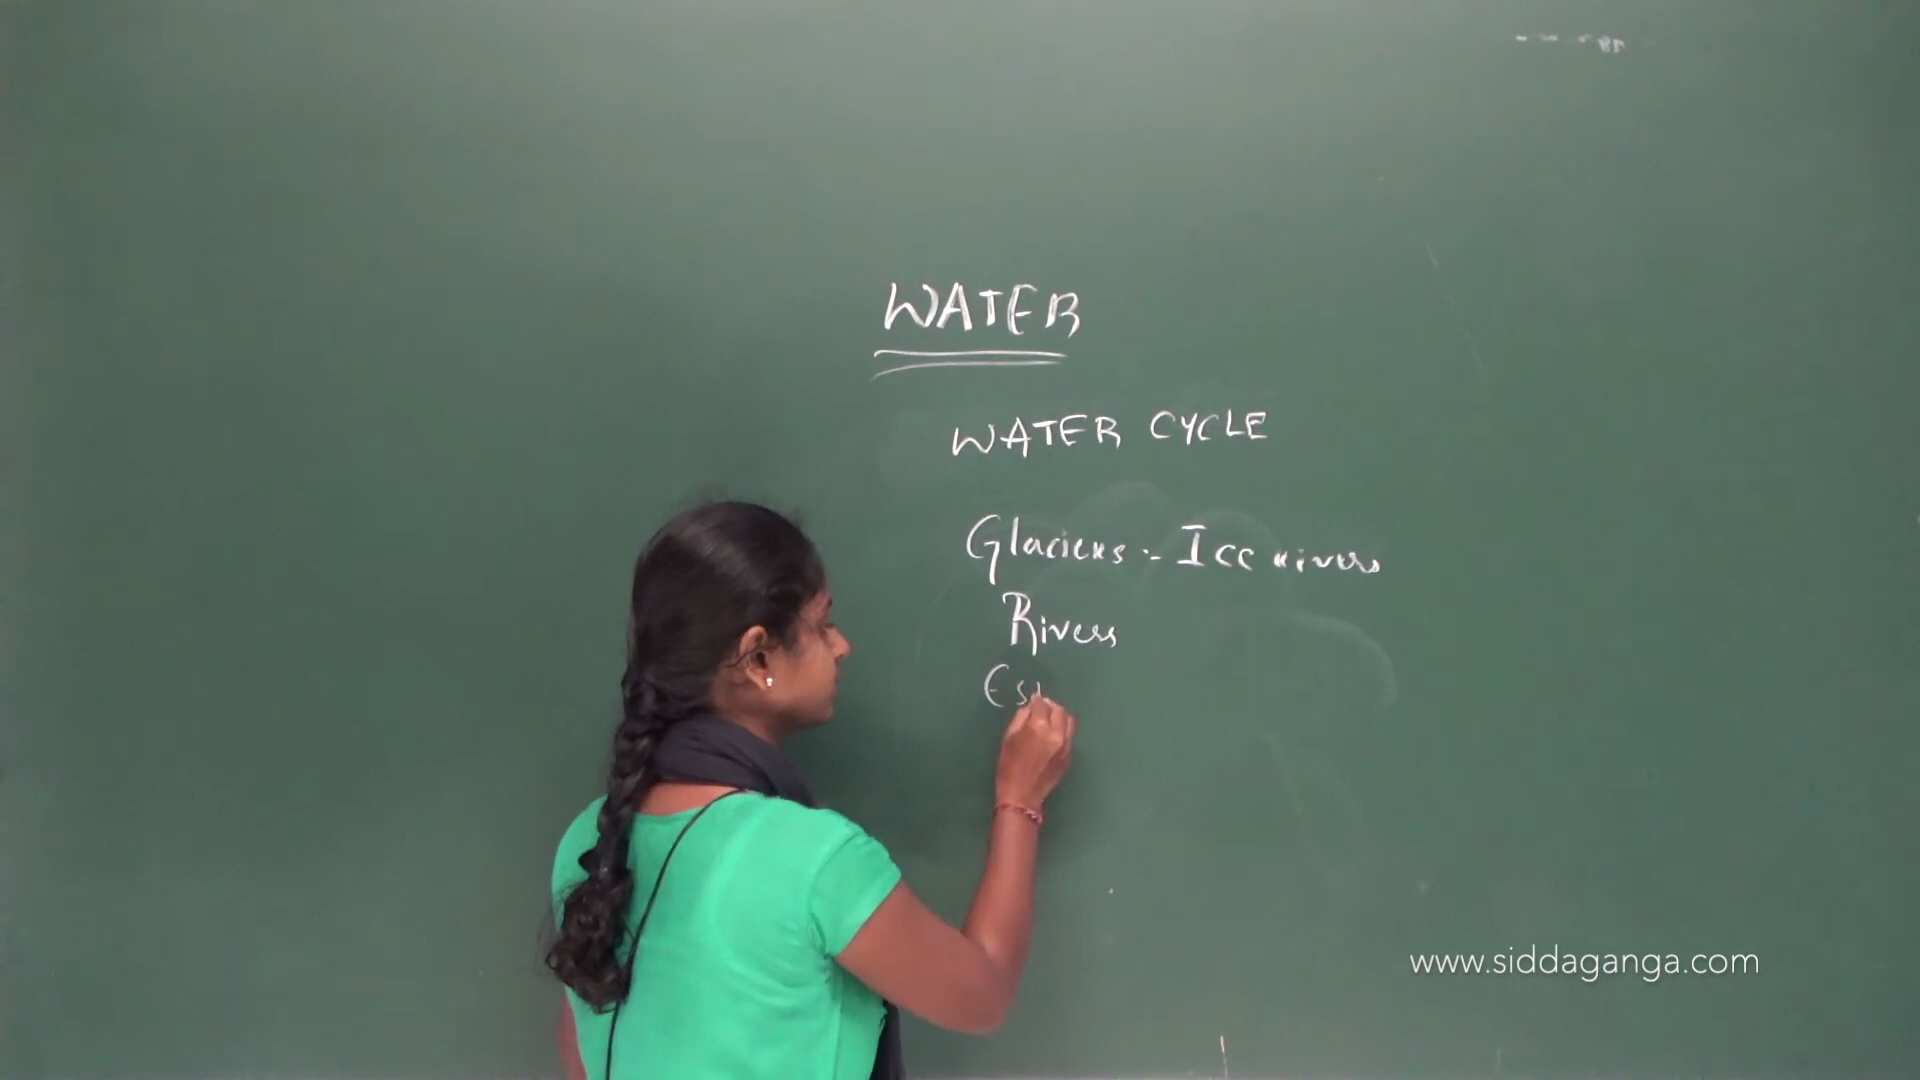 WATER
WATER CYCLE
Glaciers :- Ice rivers
Rivers
Es
www.siddaganga.com